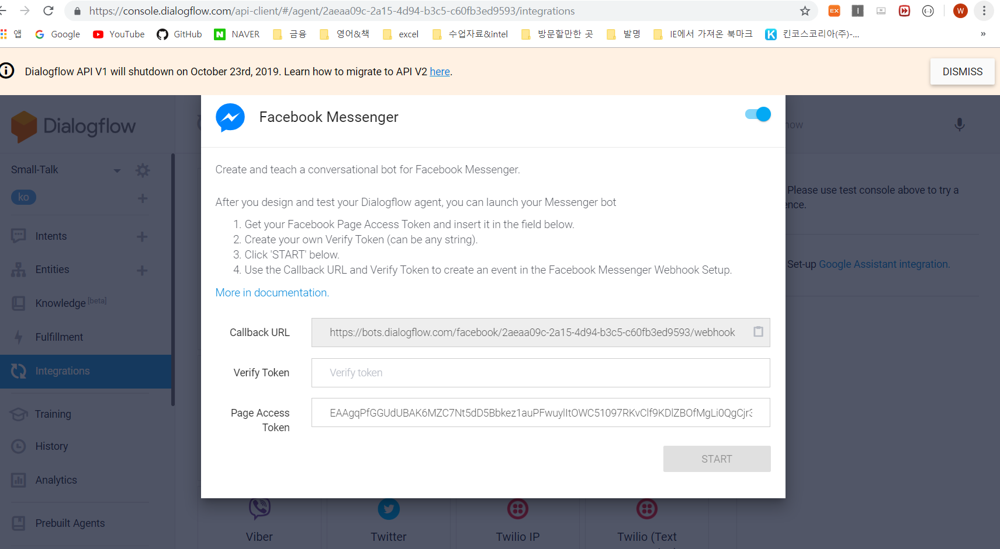 https://console.dialogflow.com/api-client/#/agent/2aeaa09c-2a15-4d94-b3c5-c60fb3ed9593/integrations
EX
W
앱 Google YouTube GitHub N NAVER 금융 영어&책 excel 수업자료&intel 방문할만한 곳 발명 IE에서 가져온 북마크 K 킨코스코리아(주)-... »
Dialogflow API V1 will shutdown on October 23rd, 2019. Learn how to migrate to API V2 here.
DISMISS
Dialogflow
Facebook Messenger
now
Small-Talk
ko
Intents
Entities
Knowledge [beta]
Fulfillment
Integrations
Training
History
Analytics
Prebuilt Agents
Create and teach a conversational bot for Facebook Messenger.
After you design and test your Dialogflow agent, you can launch your Messenger bot
1. Get your Facebook Page Access Token and insert it in the field below.
2. Create your own Verify Token (can be any string).
3. Click 'START' below.
4. Use the Callback URL and Verify Token to create an event in the Facebook Messenger Webhook Setup.
More in documentation.
Callback URL
https://bots.dialogflow.com/facebook/2aeaa09c-2a15-4d94-b3c5-c60fb3ed9593/webhook
Verify Token
Verify token
Page Access
Token
START
Please use test console above to try a
ence.
Set-up Google Assistant integration.
Viber
Twitter
Twilio IP
Twilio (Text